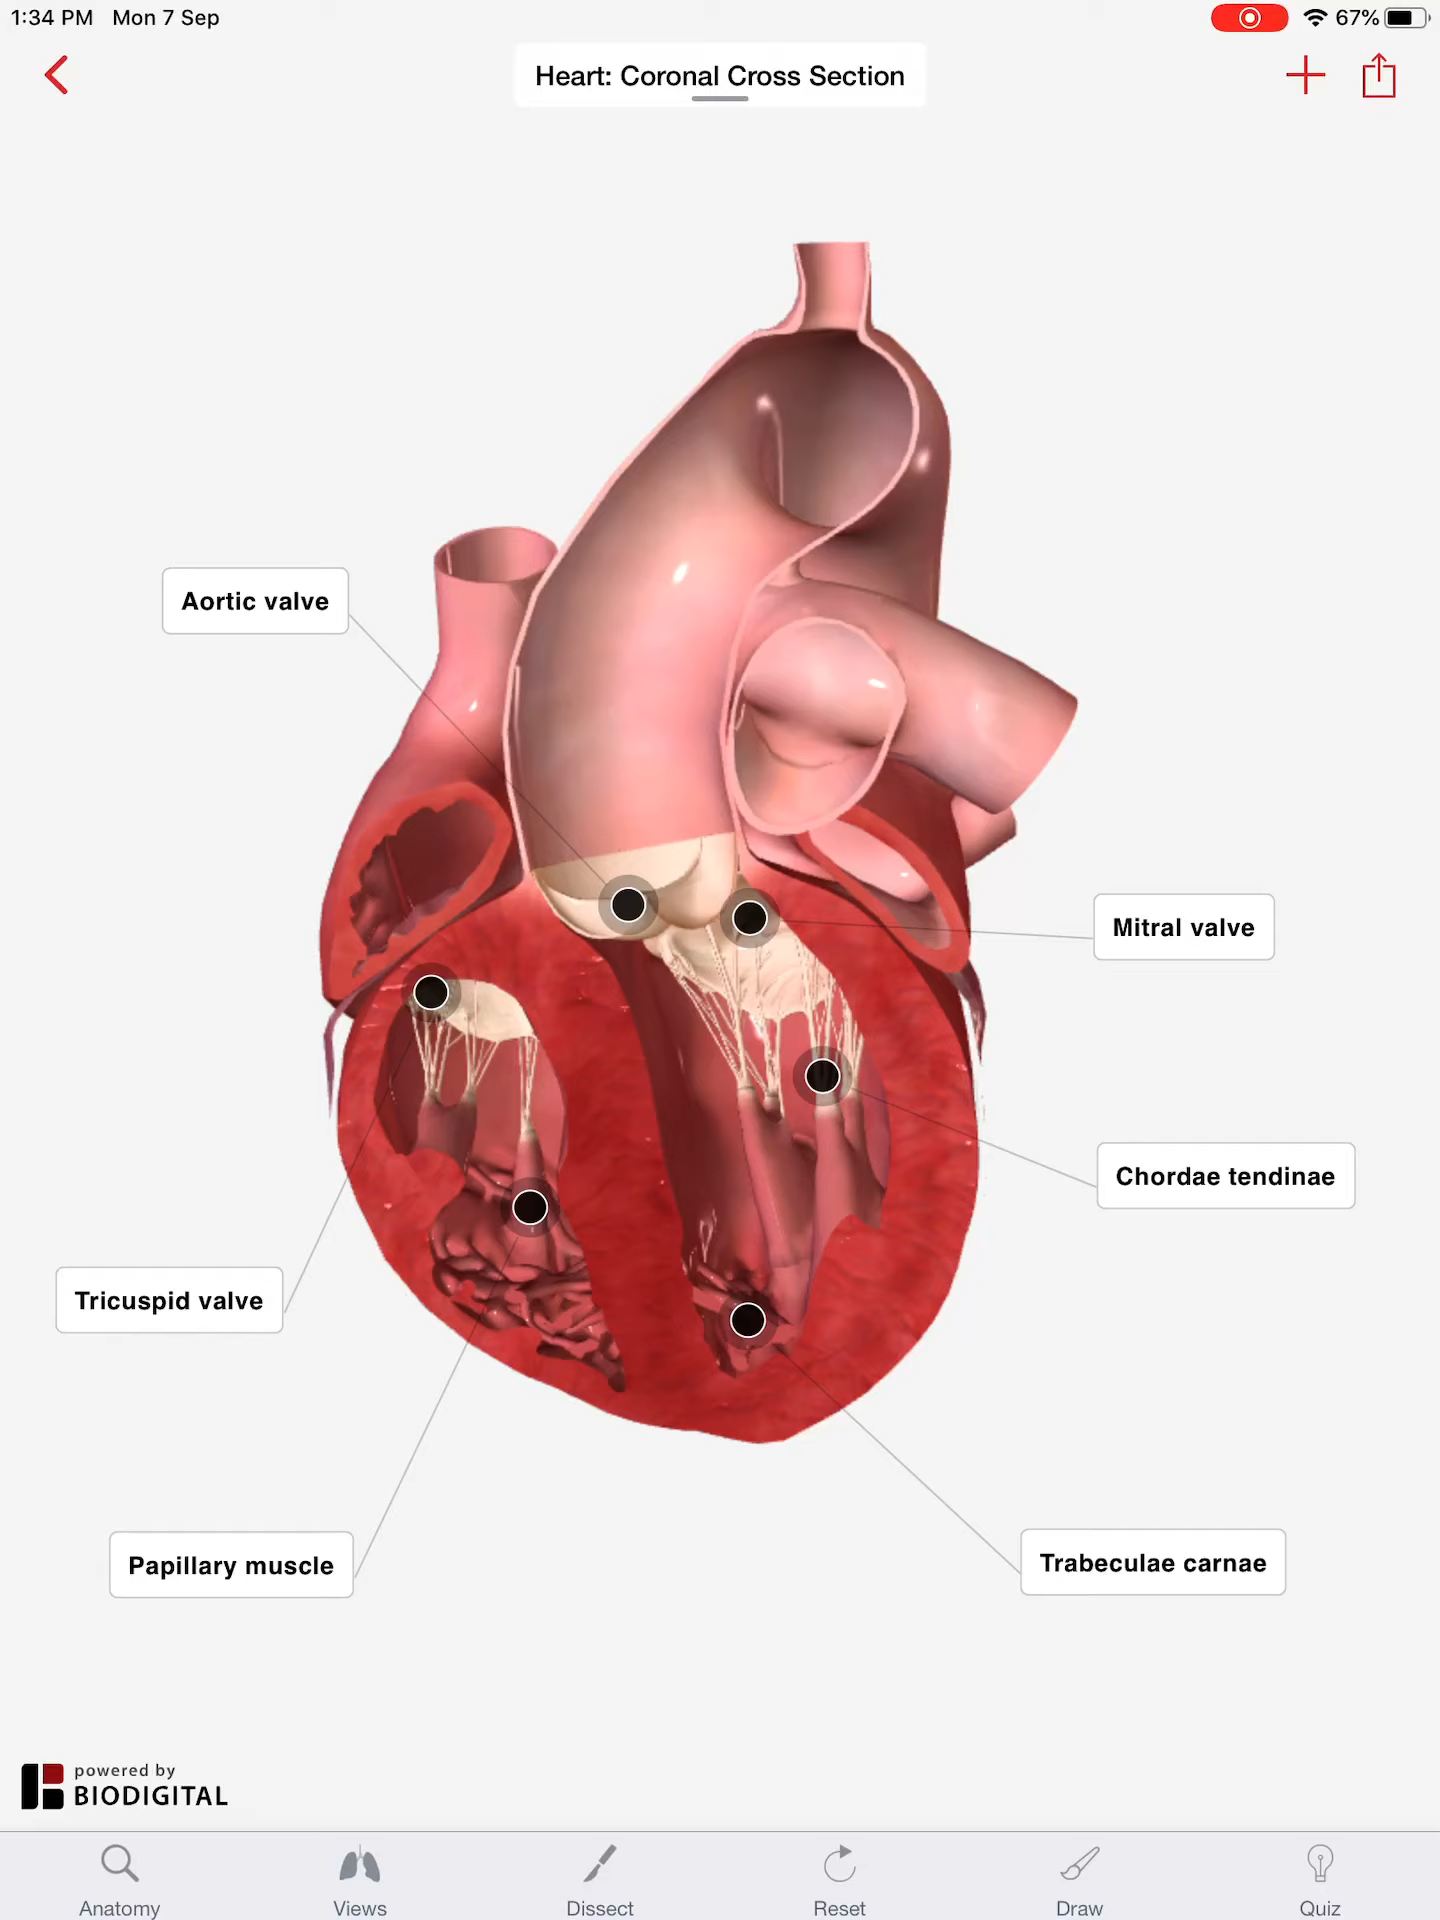 1:34 PM Mon 7 Sep
67%
Heart: Coronal Cross Section
Aortic valve
Mitral valve
Chordae tendinae
Tricuspid valve
Papillary muscle
Trabeculae carnae
powered by
BIODIGITAL
Anatomy
Views
Dissect
Reset
Draw
Quiz